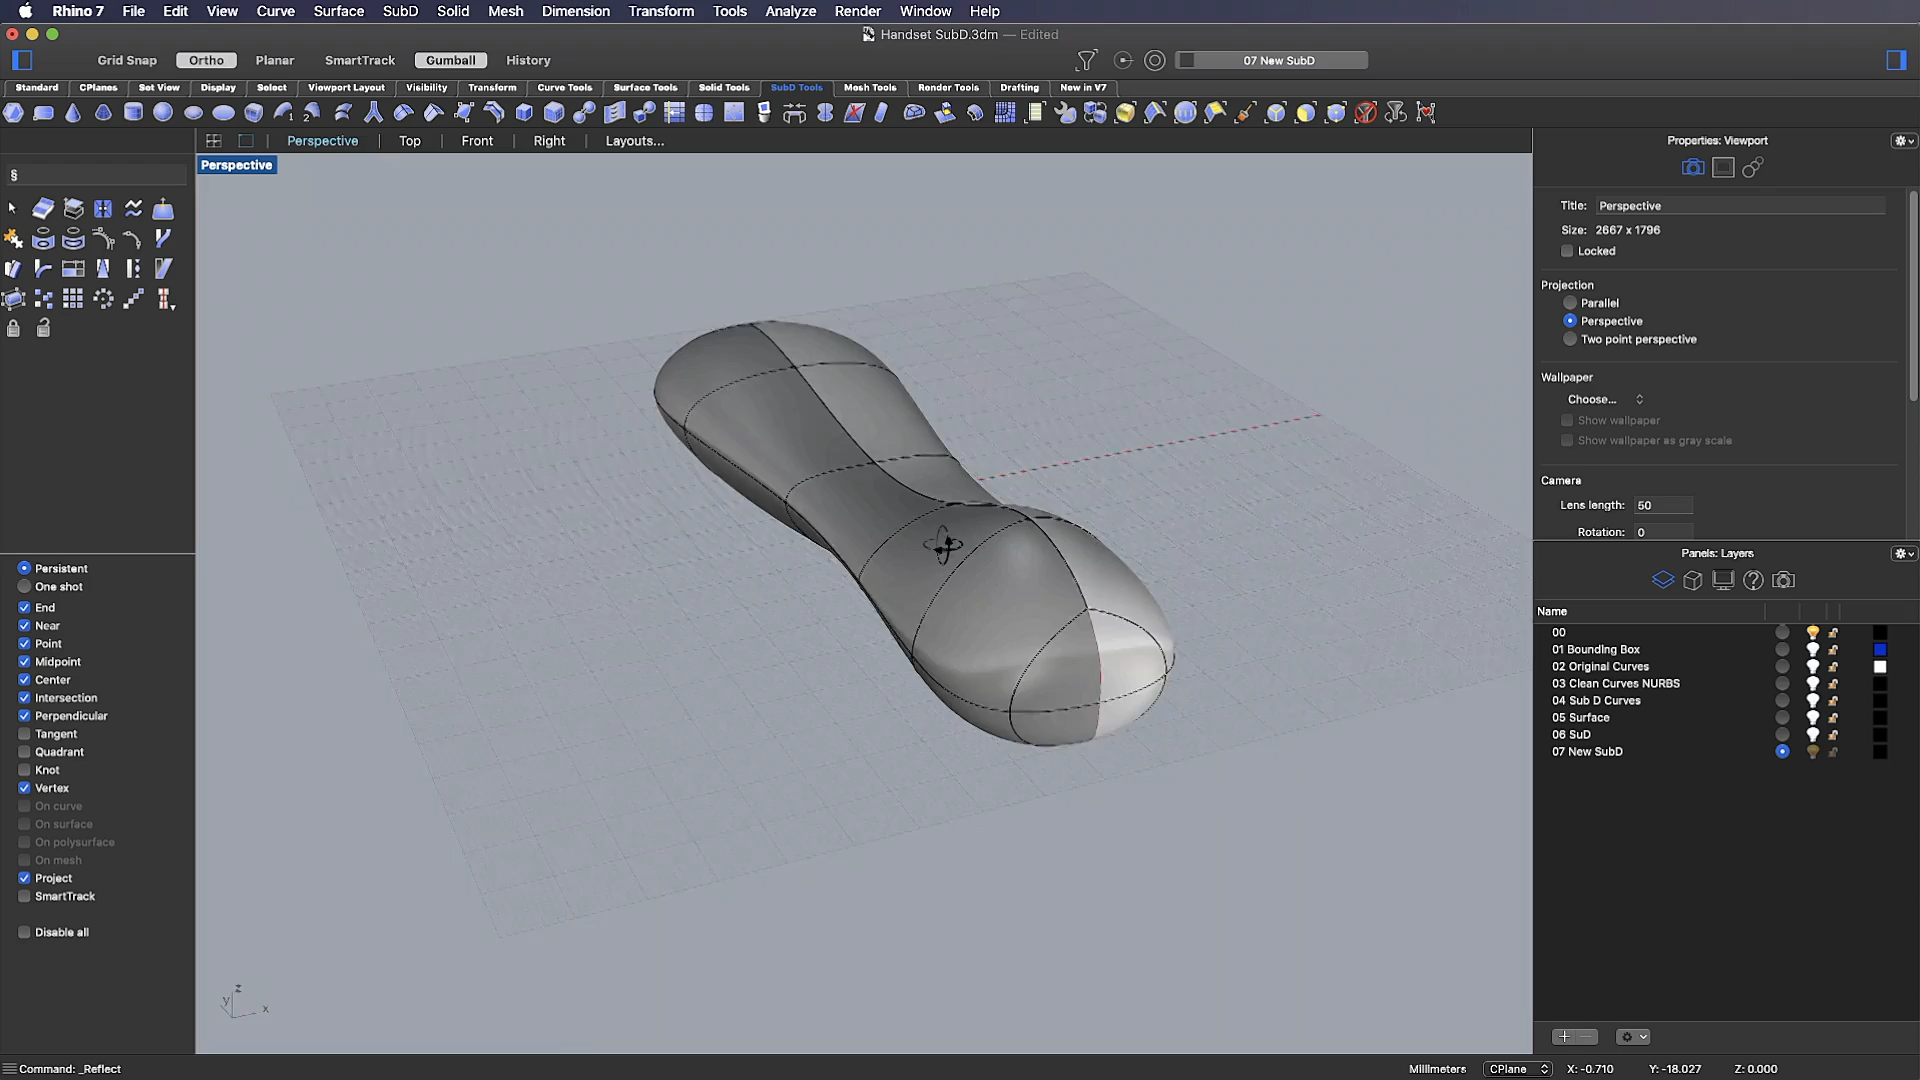 Rhino 7 File Edit View Curve Surface SubD Solid Mesh Dimension Transform Tools Analyze Render Window Help
Handset SubD.3dm — Edited
Grid Snap Ortho Planar SmartTrack Gumball History 07 New SubD
Standard CPlanes Set View Display Select Viewport Layout Visibility Transform Curve Tools Surface Tools Solid Tools SubD Tools Mesh Tools Render Tools Drafting New in V7
Perspective Top Front Right Layouts...
Perspective
§
Persistent
One shot
End
Near
Point
Midpoint
Center
Intersection
Perpendicular
Tangent
Quadrant
Knot
Vertex
On curve
On surface
On polysurface
On mesh
Project
SmartTrack
Disable all
z
y
x
Properties: Viewport
Title: Perspective
Size: 2667 x 1796
Locked
Projection
Parallel
Perspective
Two point perspective
Wallpaper
Choose...
Show wallpaper
Show wallpaper as gray scale
Camera
Lens length: 50
Rotation: 0
Panels: Layers
Name
00
01 Bounding Box
02 Original Curves
03 Clean Curves NURBS
04 Sub D Curves
05 Surface
06 SuD
07 New SubD
Command: _Reflect
Millimeters CPlane X: -0.710 Y: -18.027 Z: 0.000